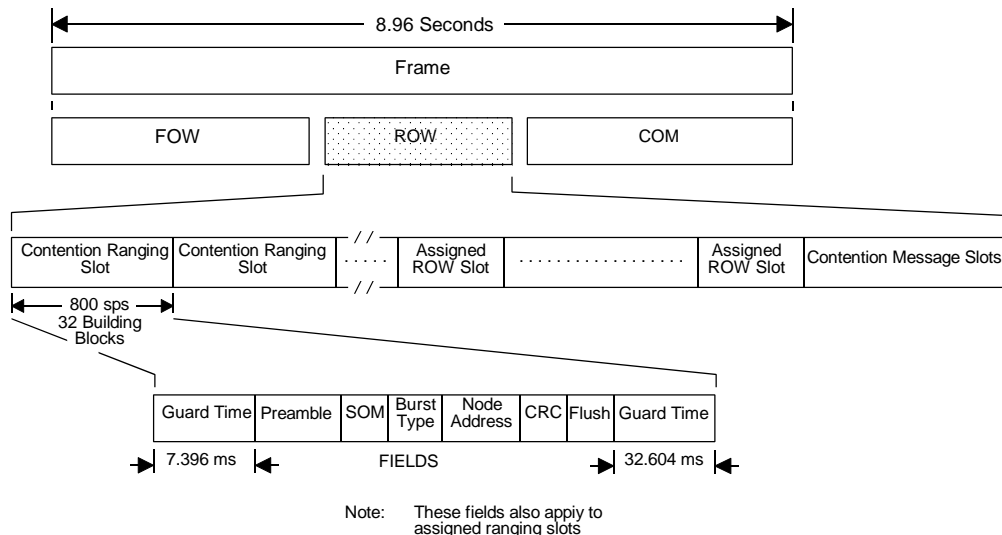 8.96 Seconds
Frame
FOW
ROW
COM
Contention Ranging
Slot
Contention Ranging
Slot
//
.....
//
Assigned
ROW Slot
.................
Assigned
ROW Slot
Contention Message Slots
800 sps
32 Building
Blocks
Guard Time
Preamble
SOM
Burst
Type
Node
Address
CRC
Flush
Guard Time
7.396 ms
FIELDS
32.604 ms
Note: These fields also appiy to
assigned ranging slots